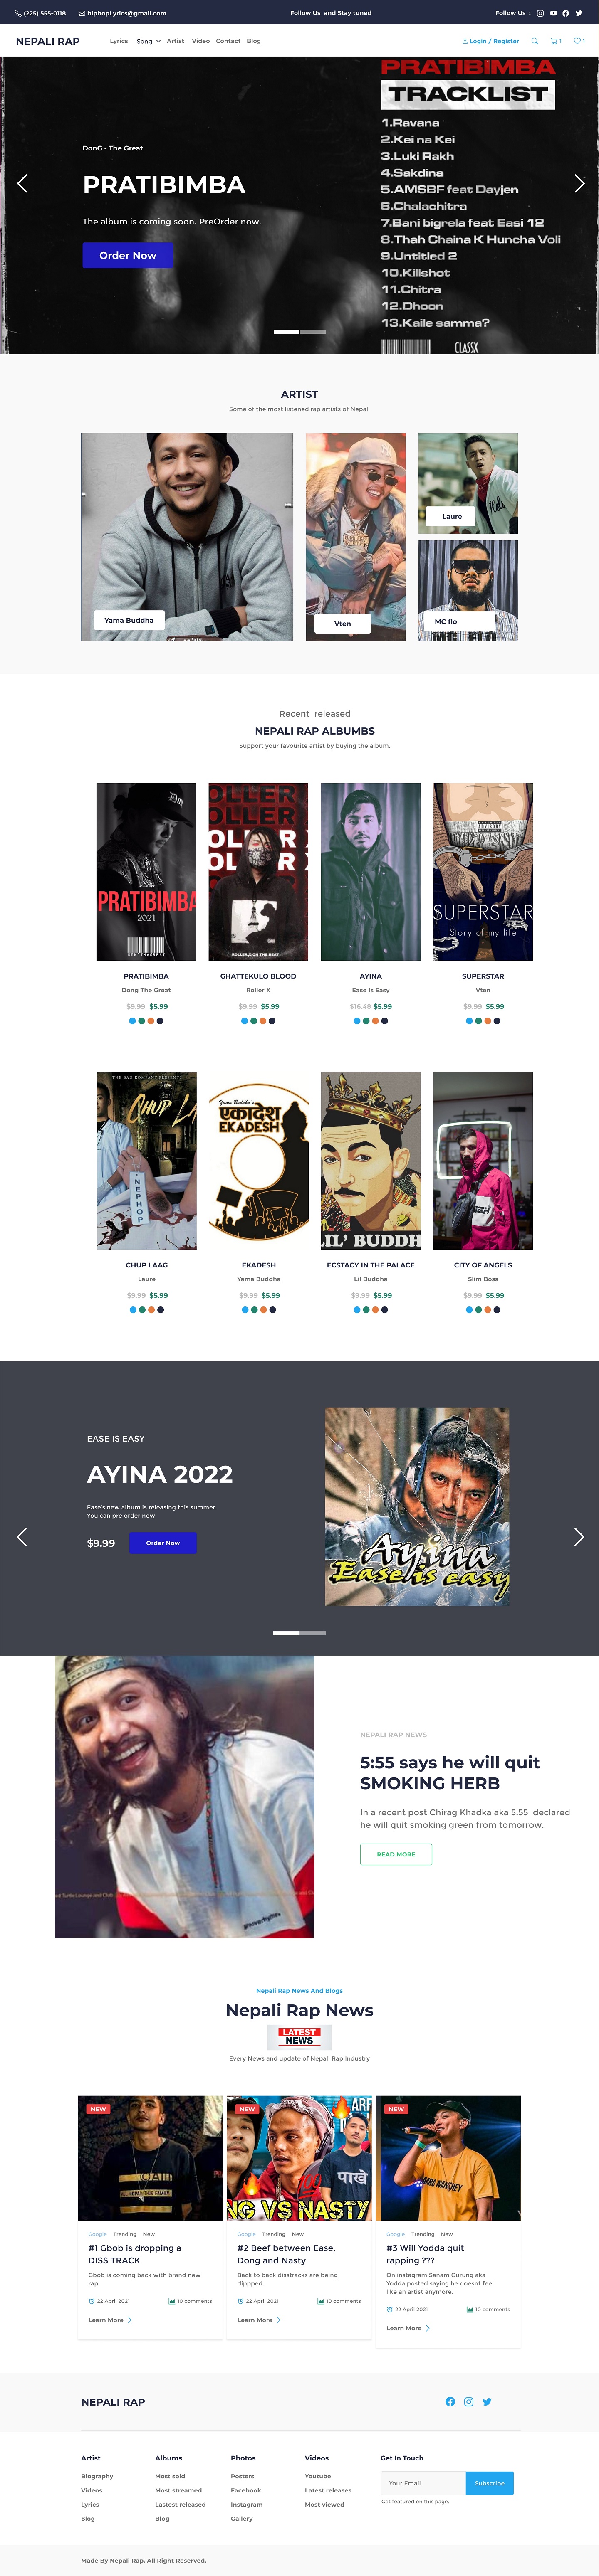 (225) 555-0118 hiphopLyrics@gmail.com Follow Us and Stay tuned Follow Us :
NEPALI RAP Lyrics Song Artist Video Contact Blog Login / Register 1 1
PRATIBIMBA
TRACKLIST
1.Ravana
2.Kei na Kei
3.Luki Rakh
4.Sakdina
5.AMSBF feat Dayjen
6.Chalachitra
7.Bani bigrela feat Easi 12
8.Thah Chaina K Huncha Voli
9.Untitled 2
10.Killshot
11.Chitra
12.Dhoon
13.Kaile samma?
CLASSX
DonG - The Great
PRATIBIMBA
The album is coming soon. PreOrder now.
Order Now
ARTIST
Some of the most listened rap artists of Nepal.
Yama Buddha
Vten
Laure
MC flo
Recent released
NEPALI RAP ALBUMBS
Support your favourite artist by buying the album.
PRATIBIMBA
2021
DONGTHEGREAT
OLLER
OLLER
OLL R
OL R
ROLLER X ON THE BEAT
SUPERSTAR
Story of my life
PRATIBIMBA
Dong The Great
$9.99 $5.99
GHATTEKULO BLOOD
Roller X
$9.99 $5.99
AYINA
Ease Is Easy
$16.48 $5.99
SUPERSTAR
Vten
$9.99 $5.99
CHUP LA
NEPHOP
Yama Buddha's
एकादेश
EKADESH
LIL' BUDDH
CHUP LAAG
Laure
$9.99 $5.99
EKADESH
Yama Buddha
$9.99 $5.99
ECSTACY IN THE PALACE
Lil Buddha
$9.99 $5.99
CITY OF ANGELS
Slim Boss
$9.99 $5.99
EASE IS EASY
AYINA 2022
Ease's new album is releasing this summer.
You can pre order now
$9.99 Order Now
Ayina
Ease is easy
NEPALI RAP NEWS
5:55 says he will quit
SMOKING HERB
In a recent post Chirag Khadka aka 5.55 declared
he will quit smoking green from tomorrow.
READ MORE
Nepali Rap News And Blogs
Nepali Rap News
LATEST
NEWS
Every News and update of Nepali Rap Industry
NEW
Google Trending New
#1 Gbob is dropping a
DISS TRACK
Gbob is coming back with brand new
rap.
22 April 2021 10 comments
Learn More
NEW
पाखे
NG VS NASTY
Google Trending New
#2 Beef between Ease,
Dong and Nasty
Back to back disstracks are being
dippped.
22 April 2021 10 comments
Learn More
NEW
Google Trending New
#3 Will Yodda quit
rapping ???
On instagram Sanam Gurung aka
Yodda posted saying he doesnt feel
like an artist anymore.
22 April 2021 10 comments
Learn More
NEPALI RAP
Artist
Biography
Videos
Lyrics
Blog
Albums
Most sold
Most streamed
Lastest released
Blog
Photos
Posters
Facebook
Instagram
Gallery
Videos
Youtube
Latest releases
Most viewed
Get In Touch
Your Email Subscribe
Get featured on this page.
Made By Nepali Rap. All Right Reserved.